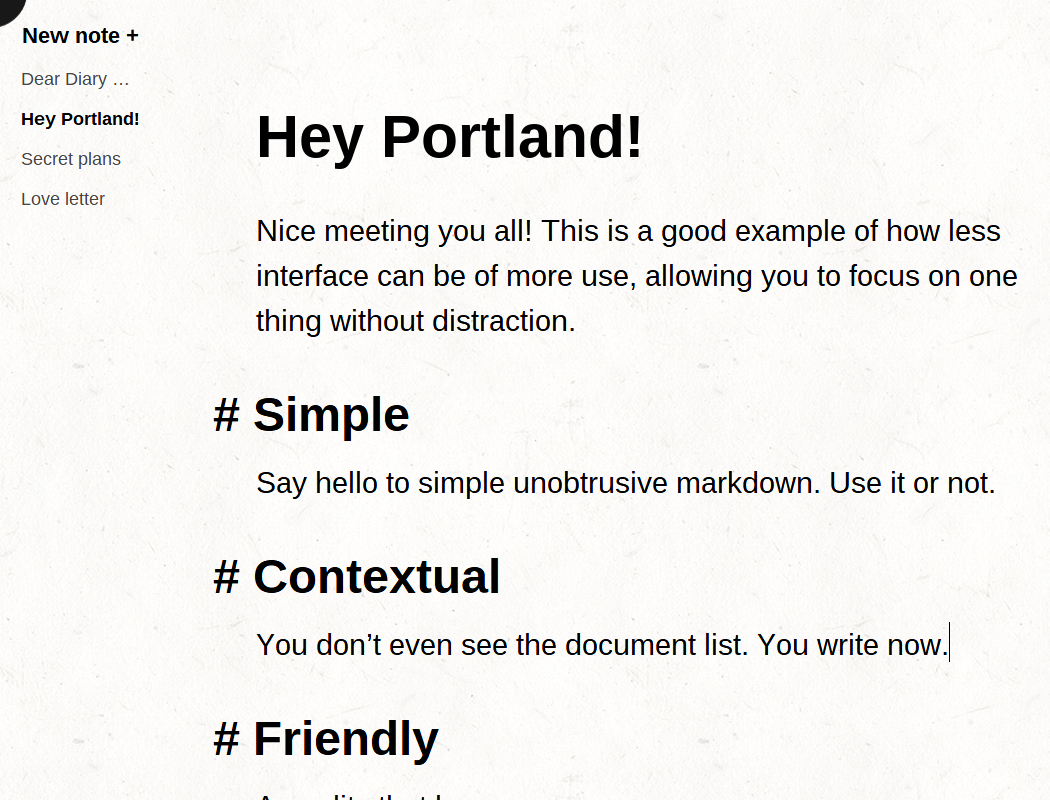 New note +
Dear Diary …
Hey Portland!
Secret plans
Love letter
Hey Portland!
Nice meeting you all! This is a good example of how less
interface can be of more use, allowing you to focus on one
thing without distraction.
# Simple
Say hello to simple unobtrusive markdown. Use it or not.
# Contextual
You don’t even see the document list. You write now.
# Friendly